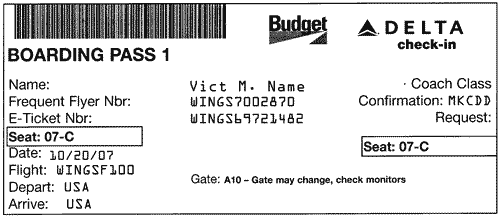 Budget
DELTA
check-in
BOARDING PASS 1
Name: Vict M. Name · Coach Class
Frequent Flyer Nbr: WINGS7002870 Confirmation: MKCDD
E-Ticket Nbr: WINGS69721482 Request:
Seat: 07-C
Seat: 07-C
Date: 10/20/07
Flight: WINGSF100
Gate: A10 – Gate may change, check monitors
Depart: USA
Arrive: USA